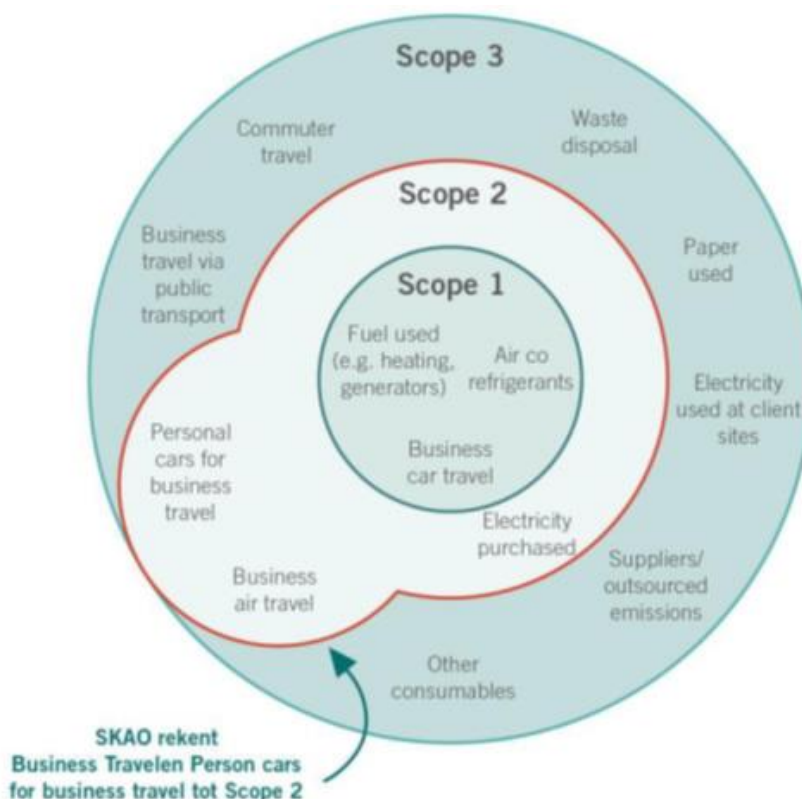 Scope 3
Commuter
travel
Waste
disposal
Scope 2
Business
travel via
public
transport
Paper
used
Scope 1
Fuel used
(e.g. heating,
generators)
Air co
refrigerants
Electricity
used at client
sites
Personal
cars for
business
travel
Business
car travel
Electricity
purchased
Business
air travel
Suppliers/
outsourced
emissions
Other
consumables
SKAO rekent
Business Travelen Person cars
for business travel tot Scope 2